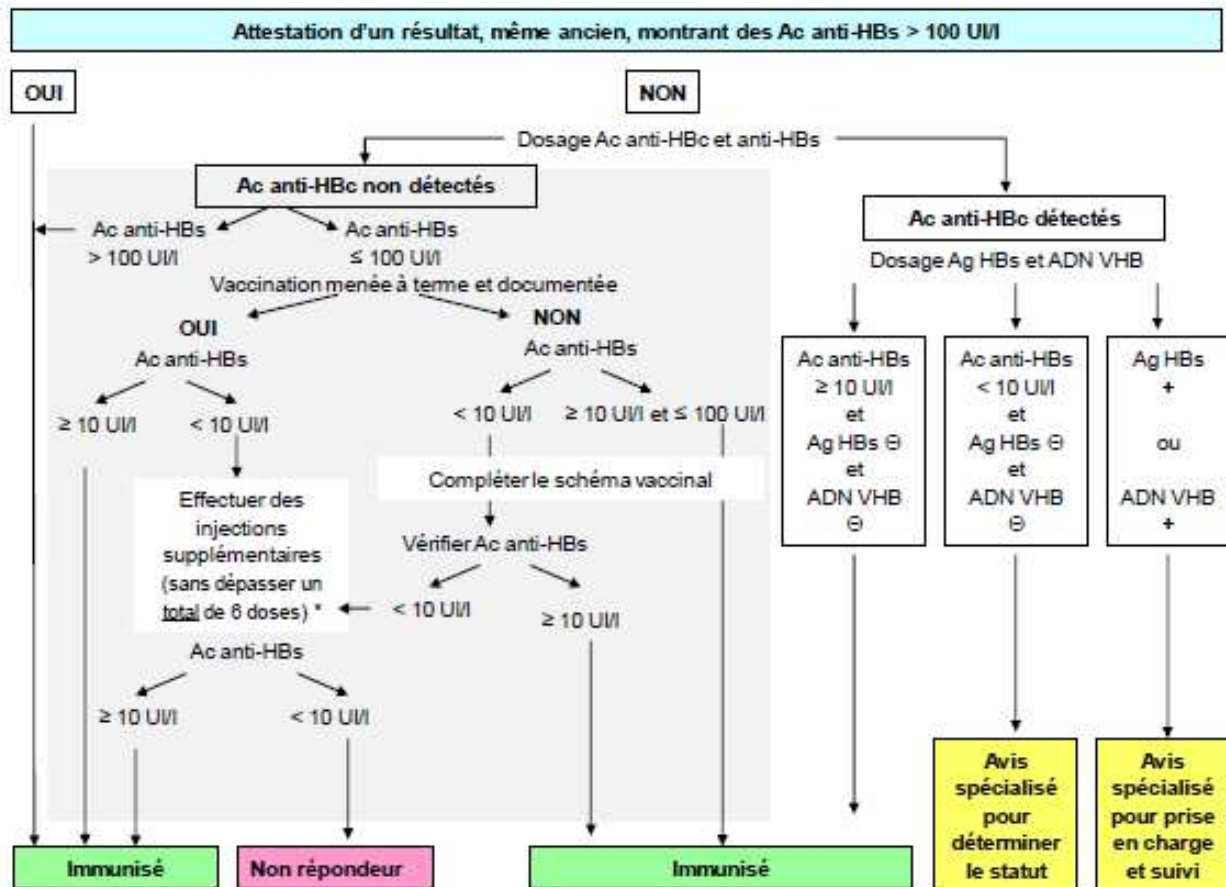 Attestation d'un résultat, même ancien, montrant des Ac anti-HBs > 100 UI/l
OUI
NON
Dosage Ac anti-HBc et anti-HBs
Ac anti-HBc non détectés
Ac anti-HBs
> 100 UI/l
Ac anti-HBs
≤ 100 UI/l
Vaccination menée à terme et documentée
OUI
Ac anti-HBs
≥ 10 UI/l
< 10 UI/l
Effectuer des
injections
supplémentaires
(sans dépasser un
total de 6 doses) *
Ac anti-HBs
≥ 10 UI/l
< 10 UI/l
NON
Ac anti-HBs
< 10 UI/l
≥ 10 UI/l et ≤ 100 UI/l
Compléter le schéma vaccinal
Vérifier Ac anti-HBs
< 10 UI/l
≥ 10 UI/l
Ac anti-HBc détectés
Dosage Ag HBs et ADN VHB
Ac anti-HBs
≥ 10 UI/l
et
Ag HBs ⊖
et
ADN VHB
⊖
Ac anti-HBs
< 10 UI/l
et
Ag HBs ⊖
et
ADN VHB
⊖
Ag HBs
+
ou
ADN VHB
+
Immunisé
Non répondeur
Immunisé
Avis
spécialisé
pour
déterminer
le statut
Avis
spécialisé
pour prise
en charge
et suivi